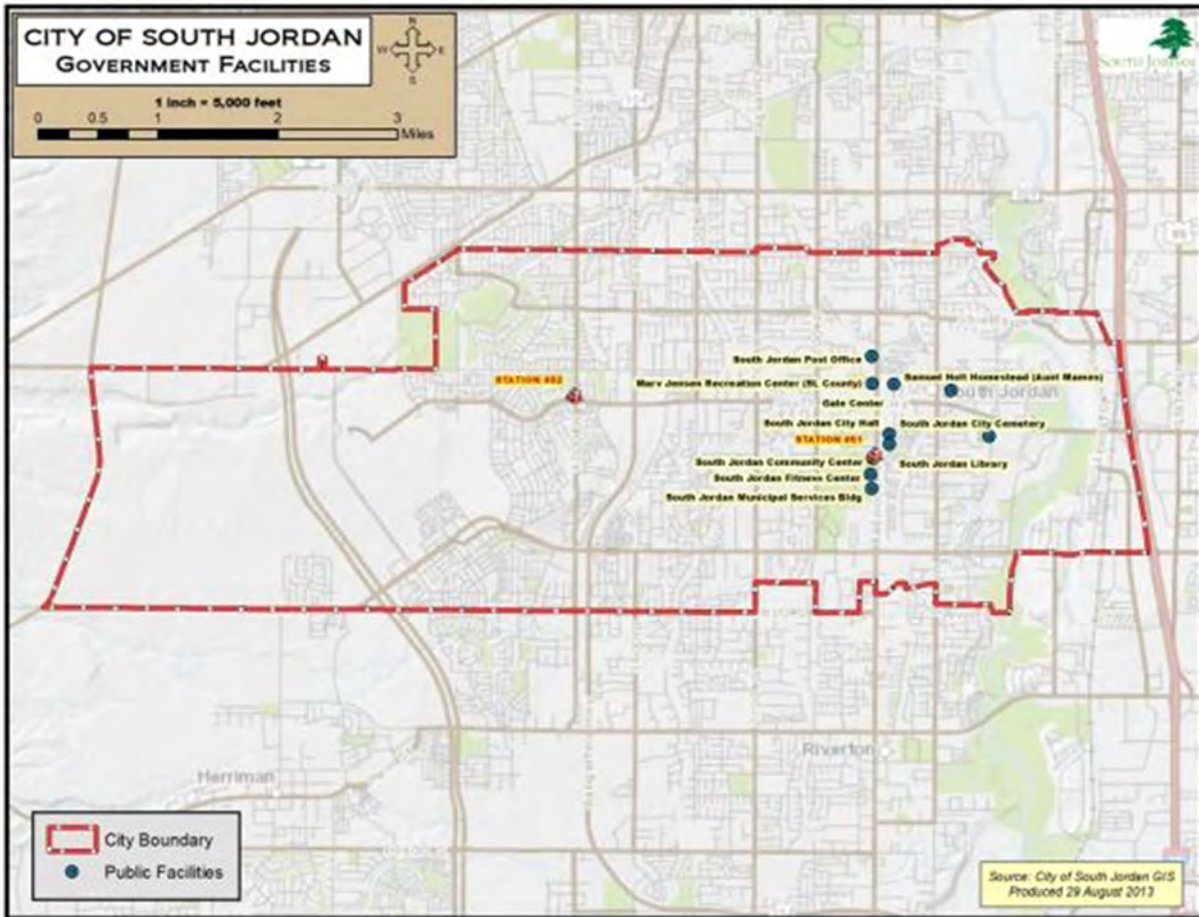 CITY OF SOUTH JORDAN
GOVERNMENT FACILITIES
N
W
E
S
SOUTH JORDAN
1 inch = 5,000 feet
0 0.5 1 2 3
Miles
South Jordan Post Office
STATION #62
Marv Jensen Recreation Center (SL County)
Samuel Holt Homestead (Aunt Mames)
South Jordan
Gale Center
South Jordan City Hall
South Jordan City Cemetery
STATION #61
South Jordan Community Center
South Jordan Library
South Jordan Fitness Center
South Jordan Municipal Services Bldg
Riverton
Herriman
City Boundary
Public Facilities
Source: City of South Jordan GIS
Produced 29 August 2013